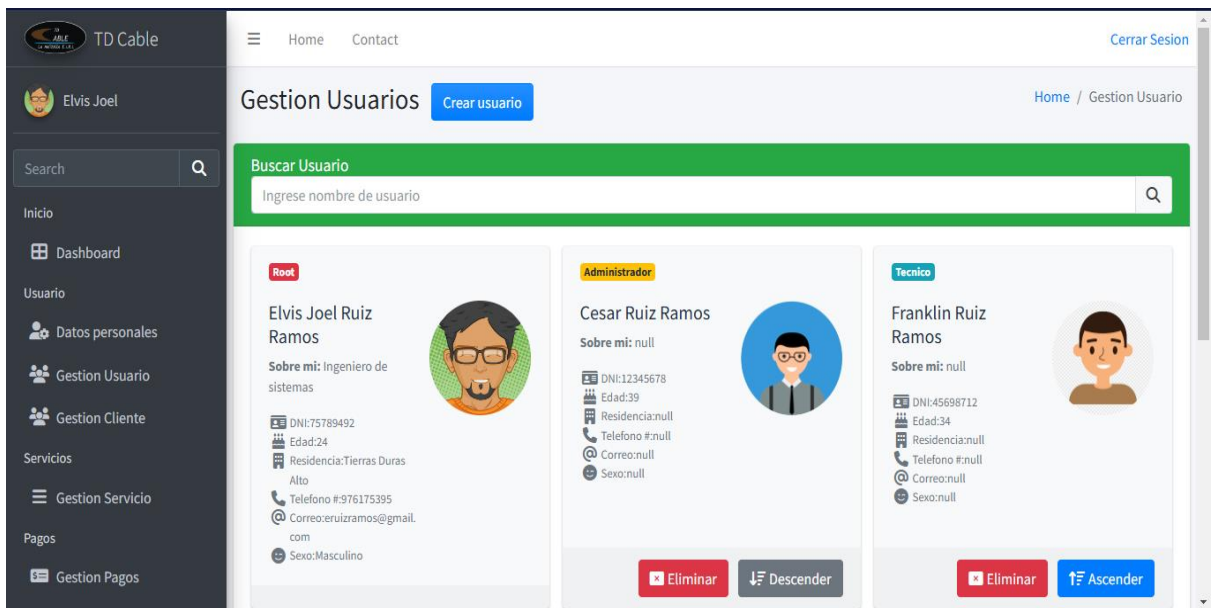 TD Cable
Home
Contact
Cerrar Sesion
Elvis Joel
Search
Inicio
Dashboard
Usuario
Datos personales
Gestion Usuario
Gestion Cliente
Servicios
Gestion Servicio
Pagos
Gestion Pagos
Gestion Usuarios
Crear usuario
Home / Gestion Usuario
Buscar Usuario
Ingrese nombre de usuario
Root
Elvis Joel Ruiz
Ramos
Sobre mi: Ingeniero de
sistemas
DNI:75789492
Edad:24
Residencia:Tierras Duras
Alto
Telefono #:976175395
Correo:eruizramos@gmail.
com
Sexo:Masculino
Administrador
Cesar Ruiz Ramos
Sobre mi: null
DNI:12345678
Edad:39
Residencia:null
Telefono #:null
Correo:null
Sexo:null
Eliminar
Descender
Tecnico
Franklin Ruiz
Ramos
Sobre mi: null
DNI:45698712
Edad:34
Residencia:null
Telefono #:null
Correo:null
Sexo:null
Eliminar
Ascender